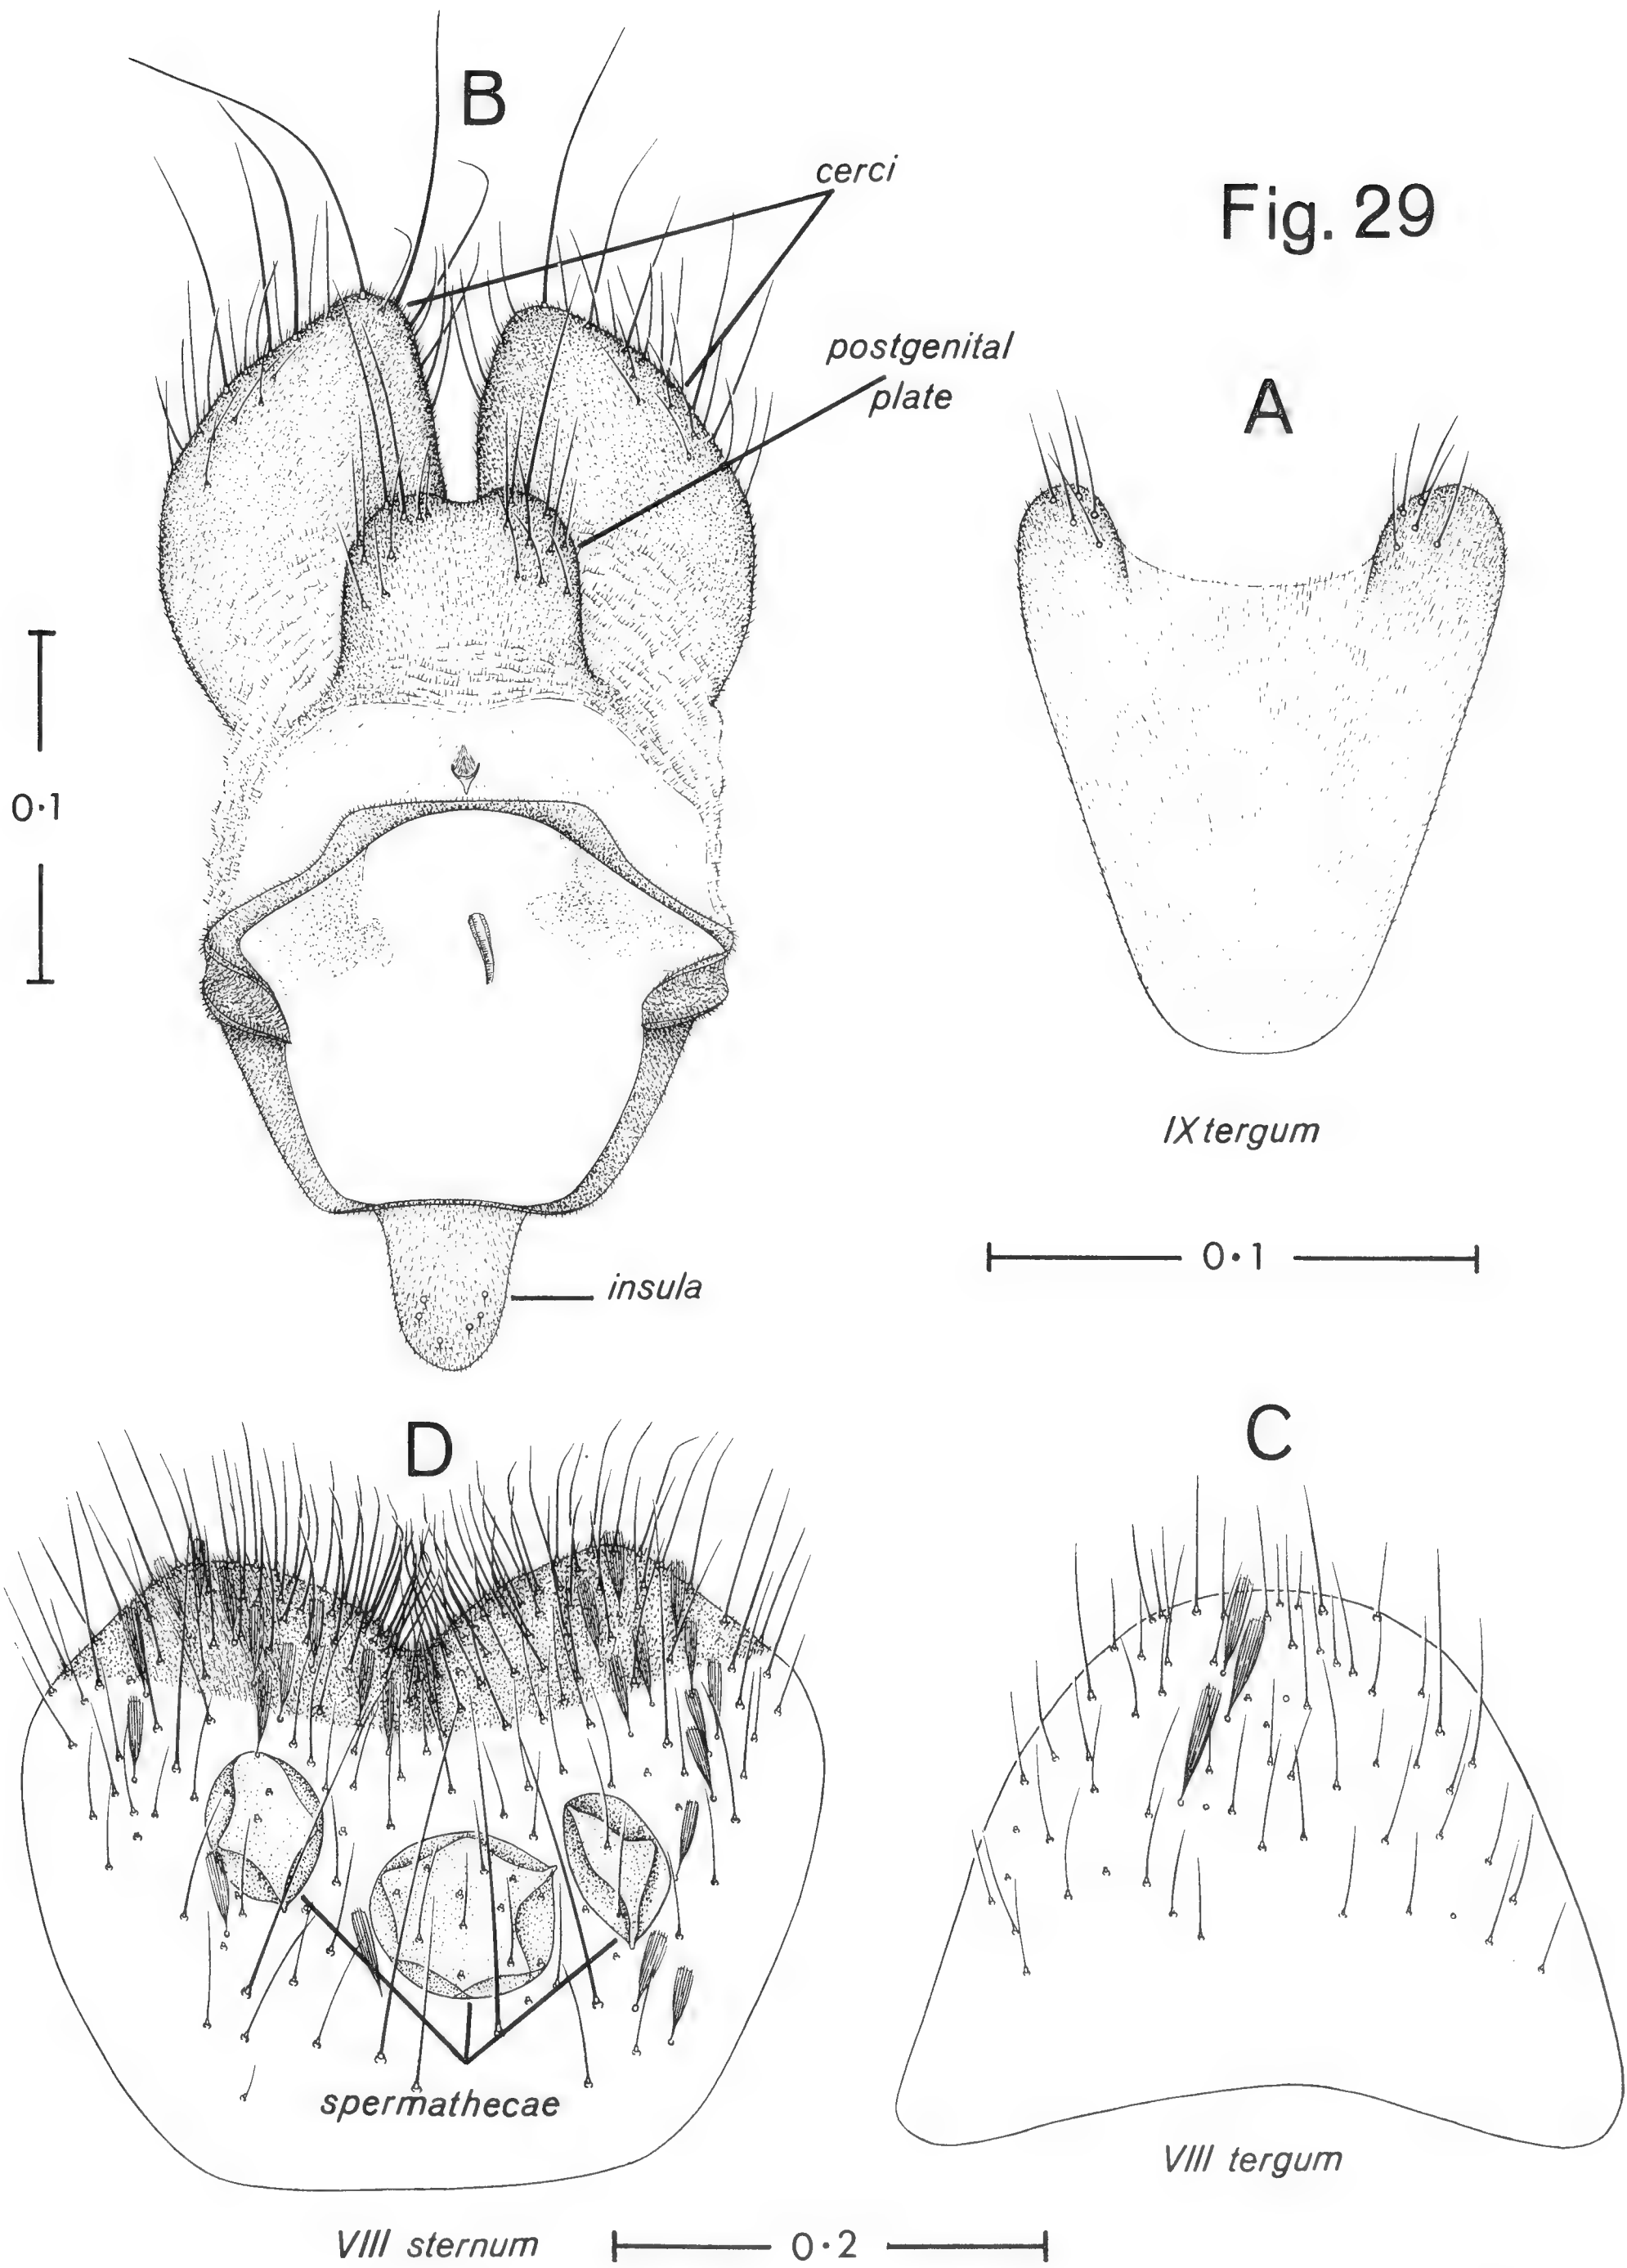 B
cerci
Fig. 29
postgenital
plate
A
0·1
IX tergum
0·1
insula
D
C
spermathecae
VIII tergum
VIII sternum
0·2